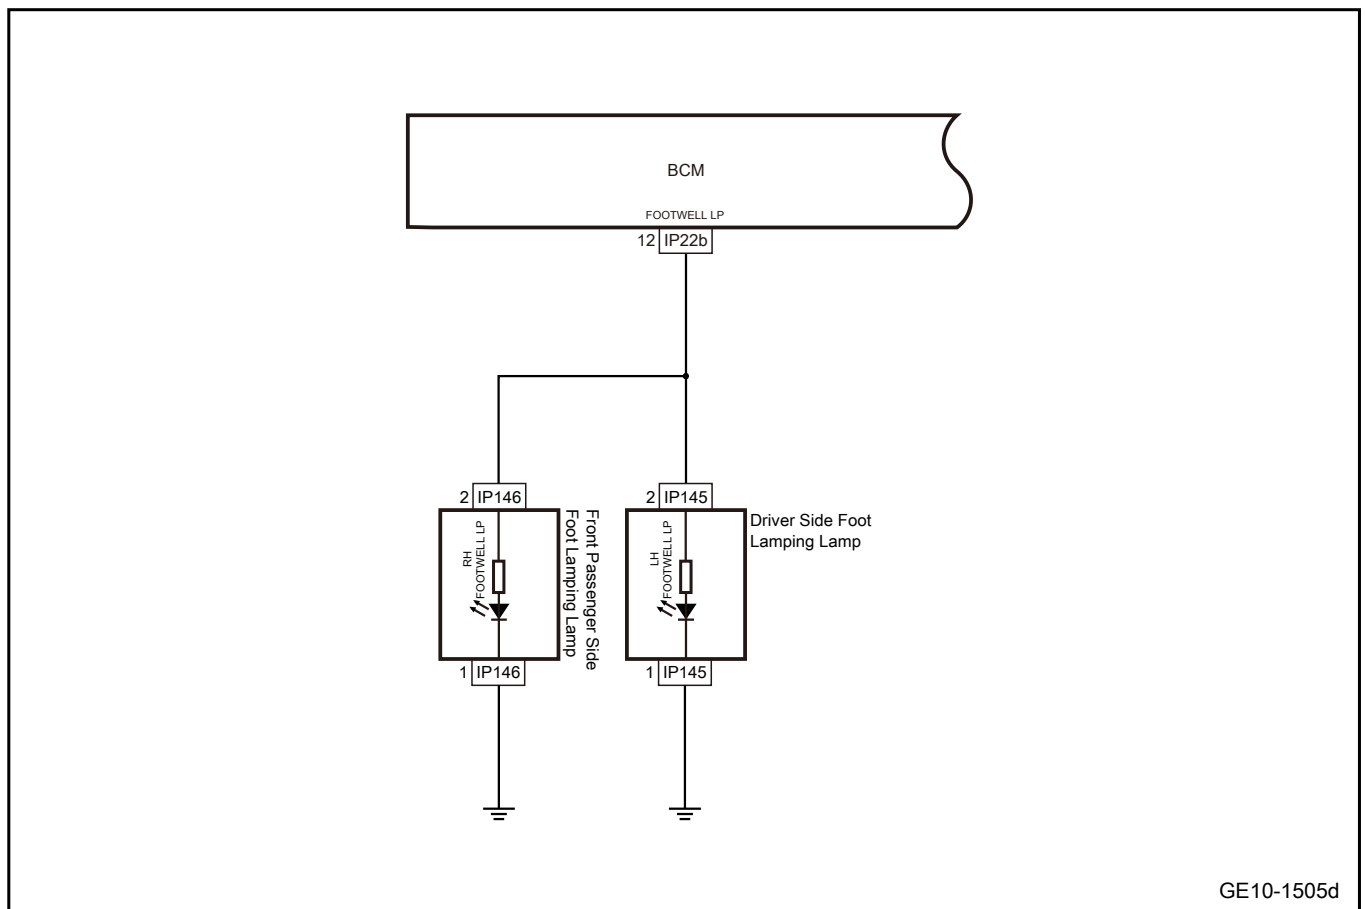 BCM
FOOTWELL LP
12 IP22b
2 IP146
RH
FOOTWELL LP
Front Passenger Side
Foot Lamping Lamp
1 IP146
2 IP145
LH
FOOTWELL LP
Driver Side Foot
Lamping Lamp
1 IP145
GE10-1505d